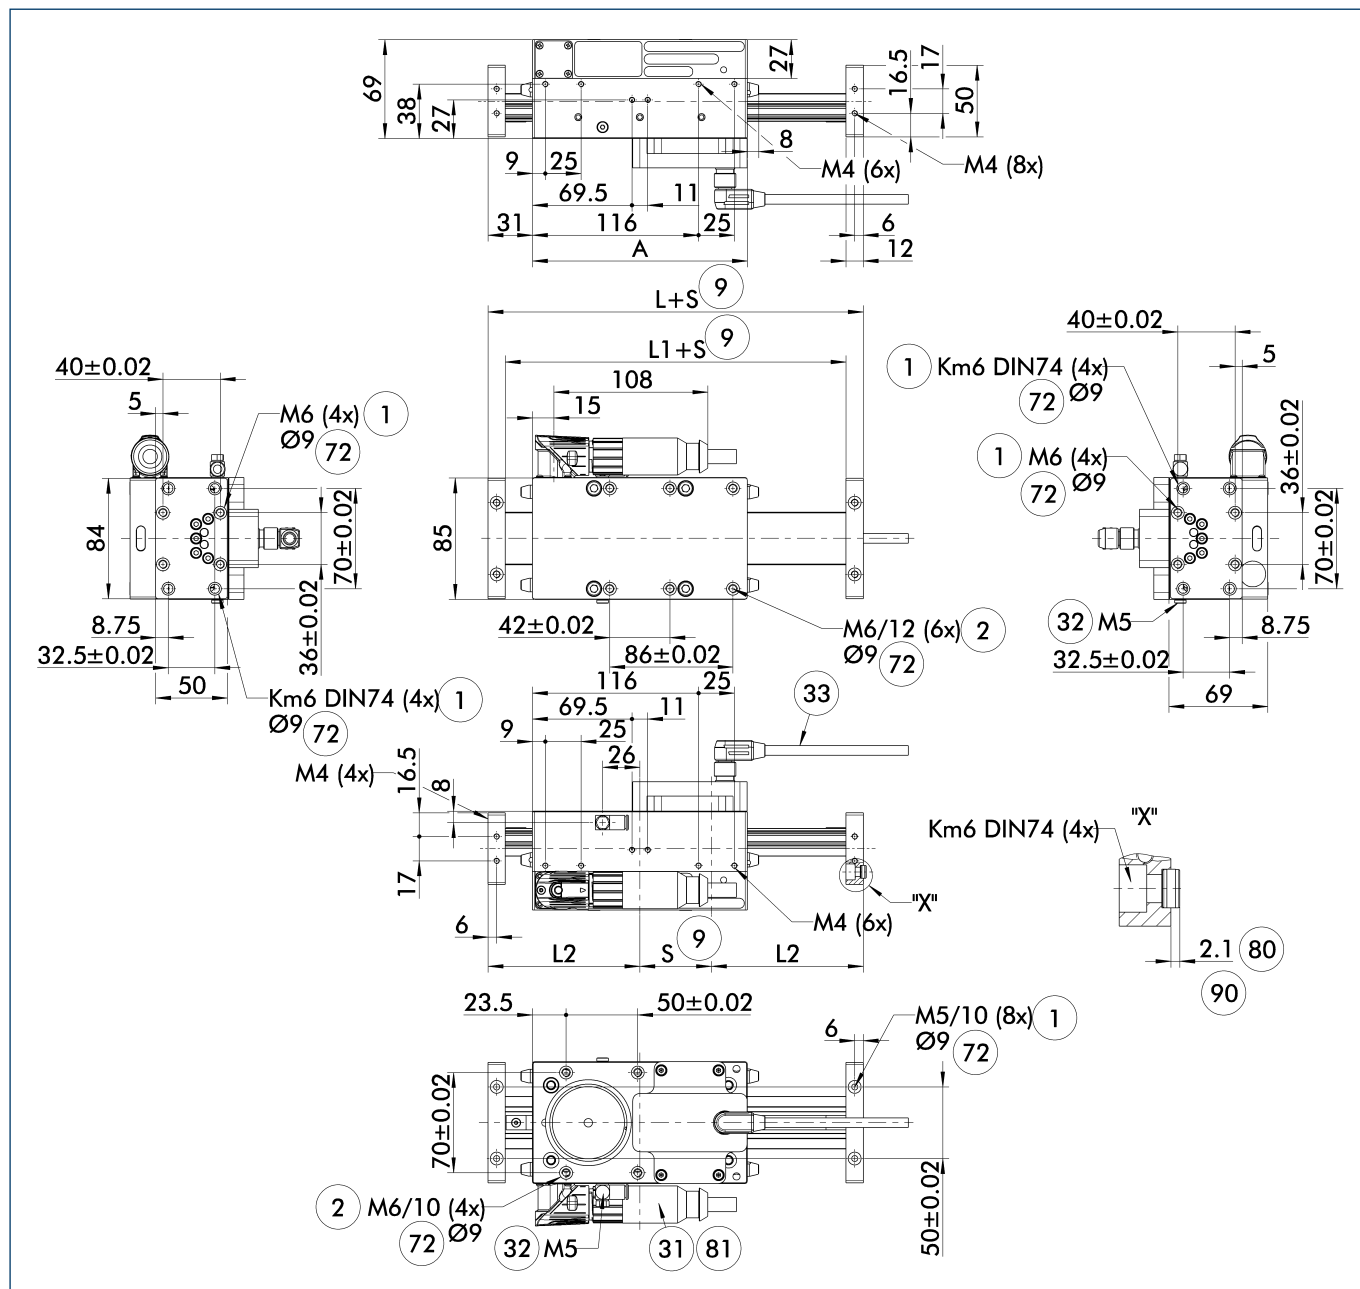 69
38
27
27
16.5
17
50
8
M4 (6x)
M4 (8x)
9
25
69.5
11
31
116
25
6
12
A
L+S 9
L1+S 9
108
15
85
42±0.02
86±0.02
M6/12 (6x) 2
Ø9 72
40±0.02
5
M6 (4x) 1
Ø9 72
84
70±0.02
36±0.02
8.75
32.5±0.02
50
Km6 DIN74 (4x) 1
Ø9 72
40±0.02
5
1 Km6 DIN74 (4x)
72 Ø9
1 M6 (4x)
72 Ø9
36±0.02
70±0.02
32 M5
8.75
32.5±0.02
69
116
25
69.5
11
9
25
26
33
M4 (4x)
16.5
8
17
6
"X"
M4 (6x)
L2
S 9
L2
"X"
Km6 DIN74 (4x)
2.1 80
90
23.5
50±0.02
M5/10 (8x) 1
Ø9 72
6
70±0.02
50±0.02
2 M6/10 (4x)
72 Ø9
32 M5
31 81